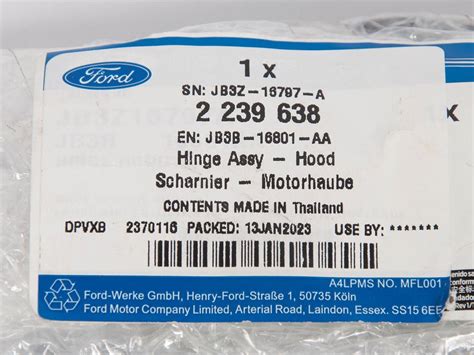 Ford
1 x
SN: JB3Z-16797-A
2 239 638
EN: JB3B-16801-AA
Hinge Assy - Hood
Scharnier - Motorhaube
CONTENTS MADE IN Thailand
DPVXB 2370116 PACKED: 13JAN2023 USE BY: *******
A4LPMS NO. MFL001
Ford-Werke GmbH, Henry-Ford-Straße 1, 50735 Köln
Ford Motor Company Limited, Arterial Road, Laindon, Essex. SS15 6EE
x